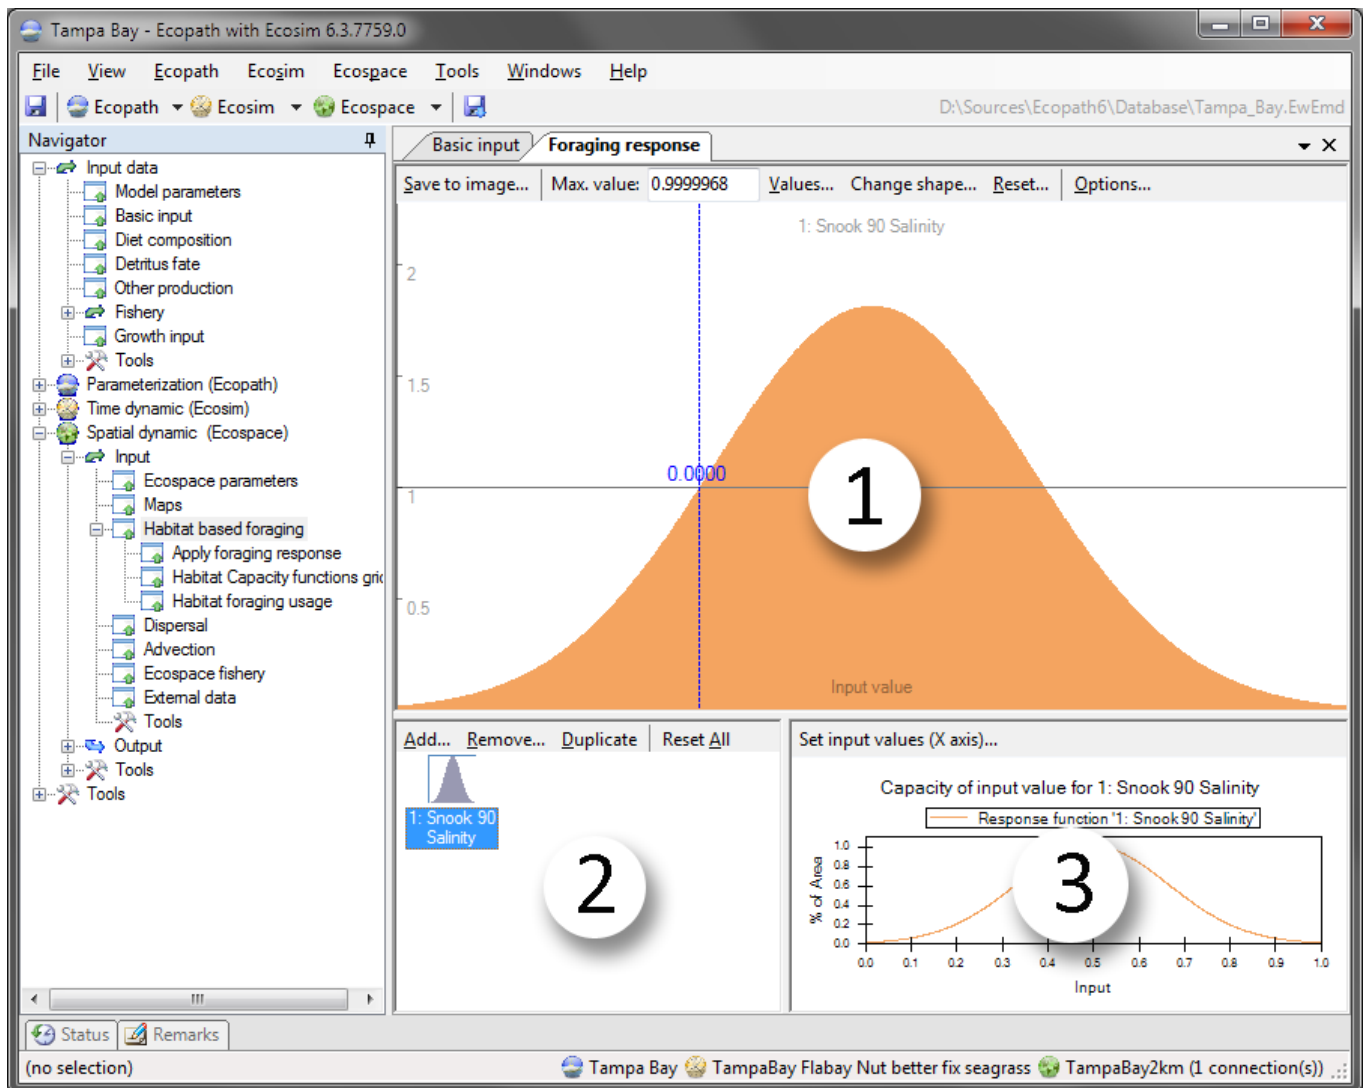 Tampa Bay - Ecopath with Ecosim 6.3.7759.0
File View Ecopath Ecosim Ecospace Tools Windows Help
Ecopath Ecosim Ecospace D:\Sources\Ecopath6\Database\Tampa_Bay.EwEmd
Navigator
Input data
Model parameters
Basic input
Diet composition
Detritus fate
Other production
Fishery
Growth input
Tools
Parameterization (Ecopath)
Time dynamic (Ecosim)
Spatial dynamic (Ecospace)
Input
Ecospace parameters
Maps
Habitat based foraging
Apply foraging response
Habitat Capacity functions gri
Habitat foraging usage
Dispersal
Advection
Ecospace fishery
External data
Tools
Output
Tools
Tools
Basic input Foraging response
Save to image... Max. value: 0.9999968 Values... Change shape... Reset... Options...
1: Snook 90 Salinity
2
1.5
0.0000
1
1
0.5
Input value
Add... Remove... Duplicate Reset All
1: Snook 90
Salinity
2
Set input values (X axis)...
Capacity of input value for 1: Snook 90 Salinity
Response function '1: Snook 90 Salinity'
% of Area
1.0
0.8
0.6
0.4
0.2
0.0
3
0.0 0.1 0.2 0.3 0.4 0.5 0.6 0.7 0.8 0.9 1.0
Input
Status Remarks
(no selection) Tampa Bay TampaBay Flabay Nut better fix seagrass TampaBay2km (1 connection(s))